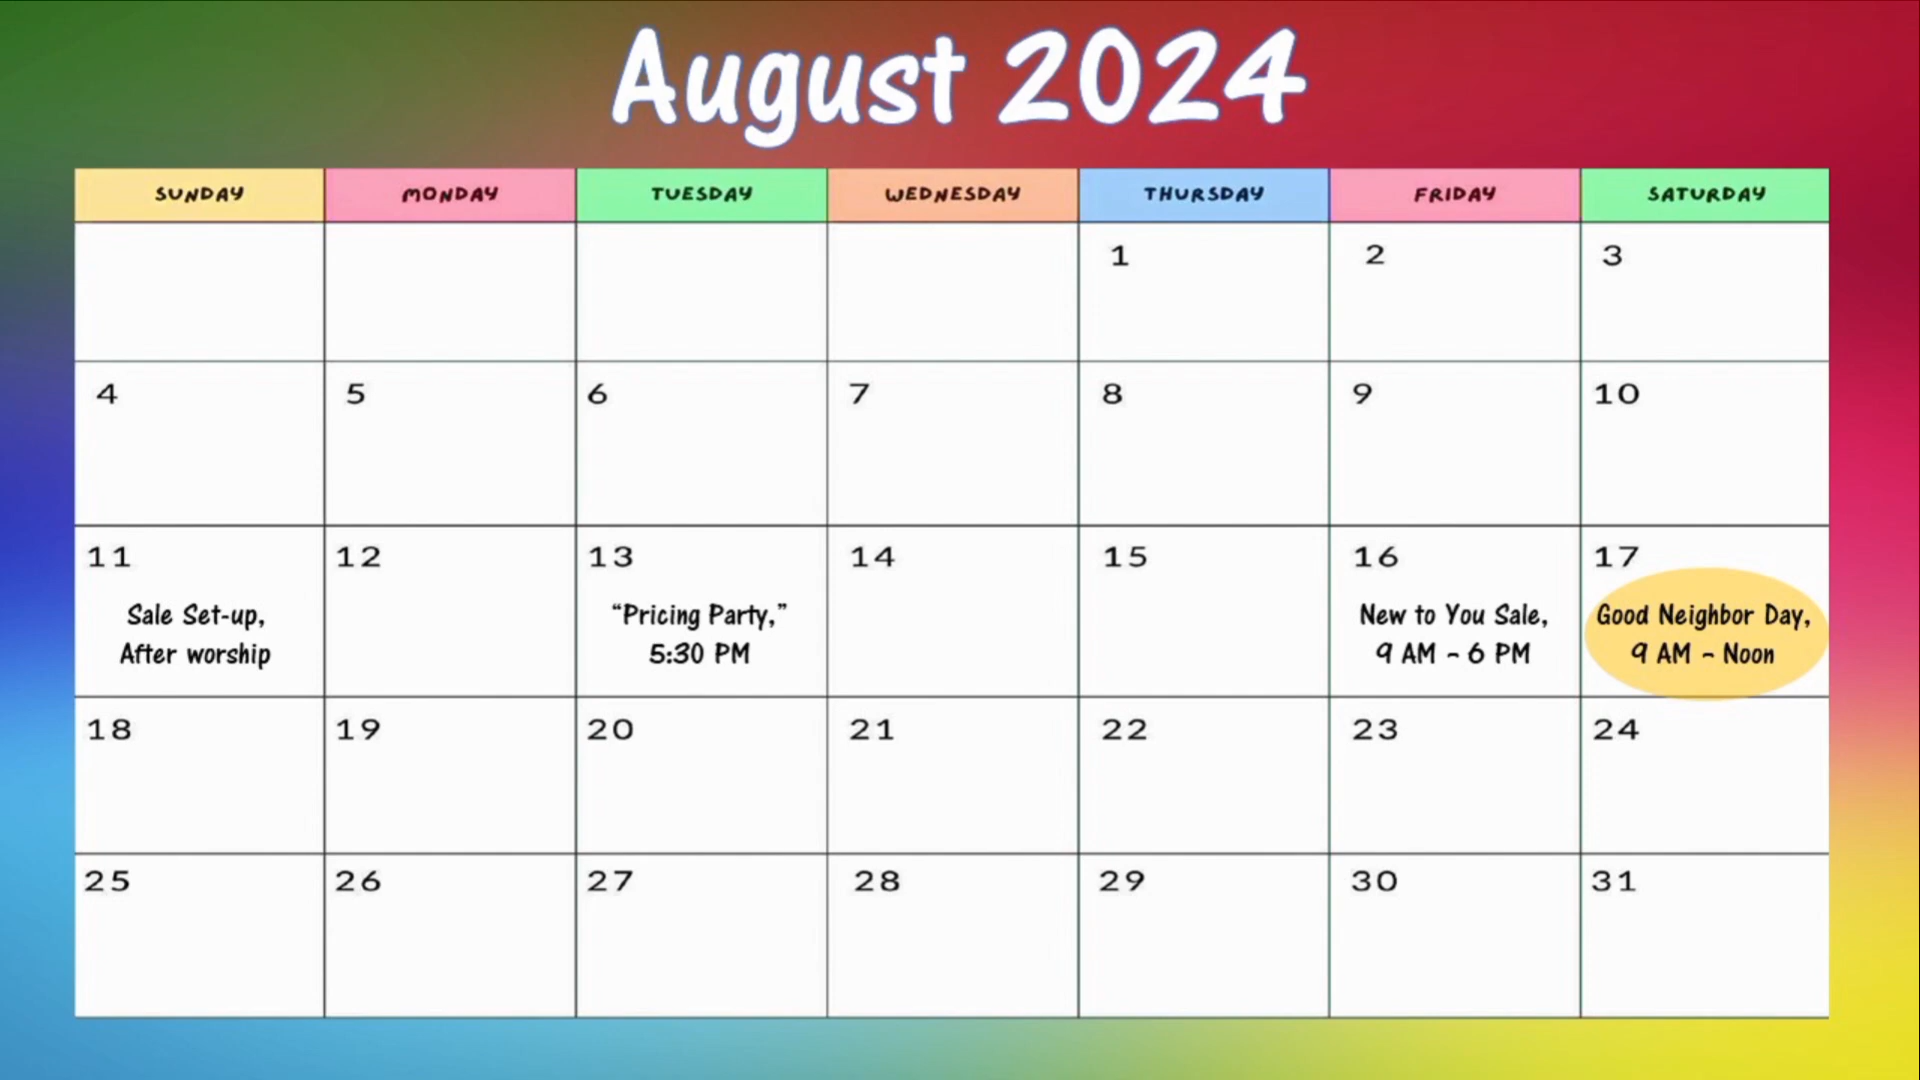 August 2024
SUNDAY MONDAY TUESDAY WEDNESDAY THURSDAY FRIDAY SATURDAY
1 2 3
4 5 6 7 8 9 10
11 12 13 14 15 16 17
Sale Set-up, "Pricing Party," New to You Sale, Good Neighbor Day,
After worship 5:30 PM 9 AM - 6 PM 9 AM - Noon
18 19 20 21 22 23 24
25 26 27 28 29 30 31